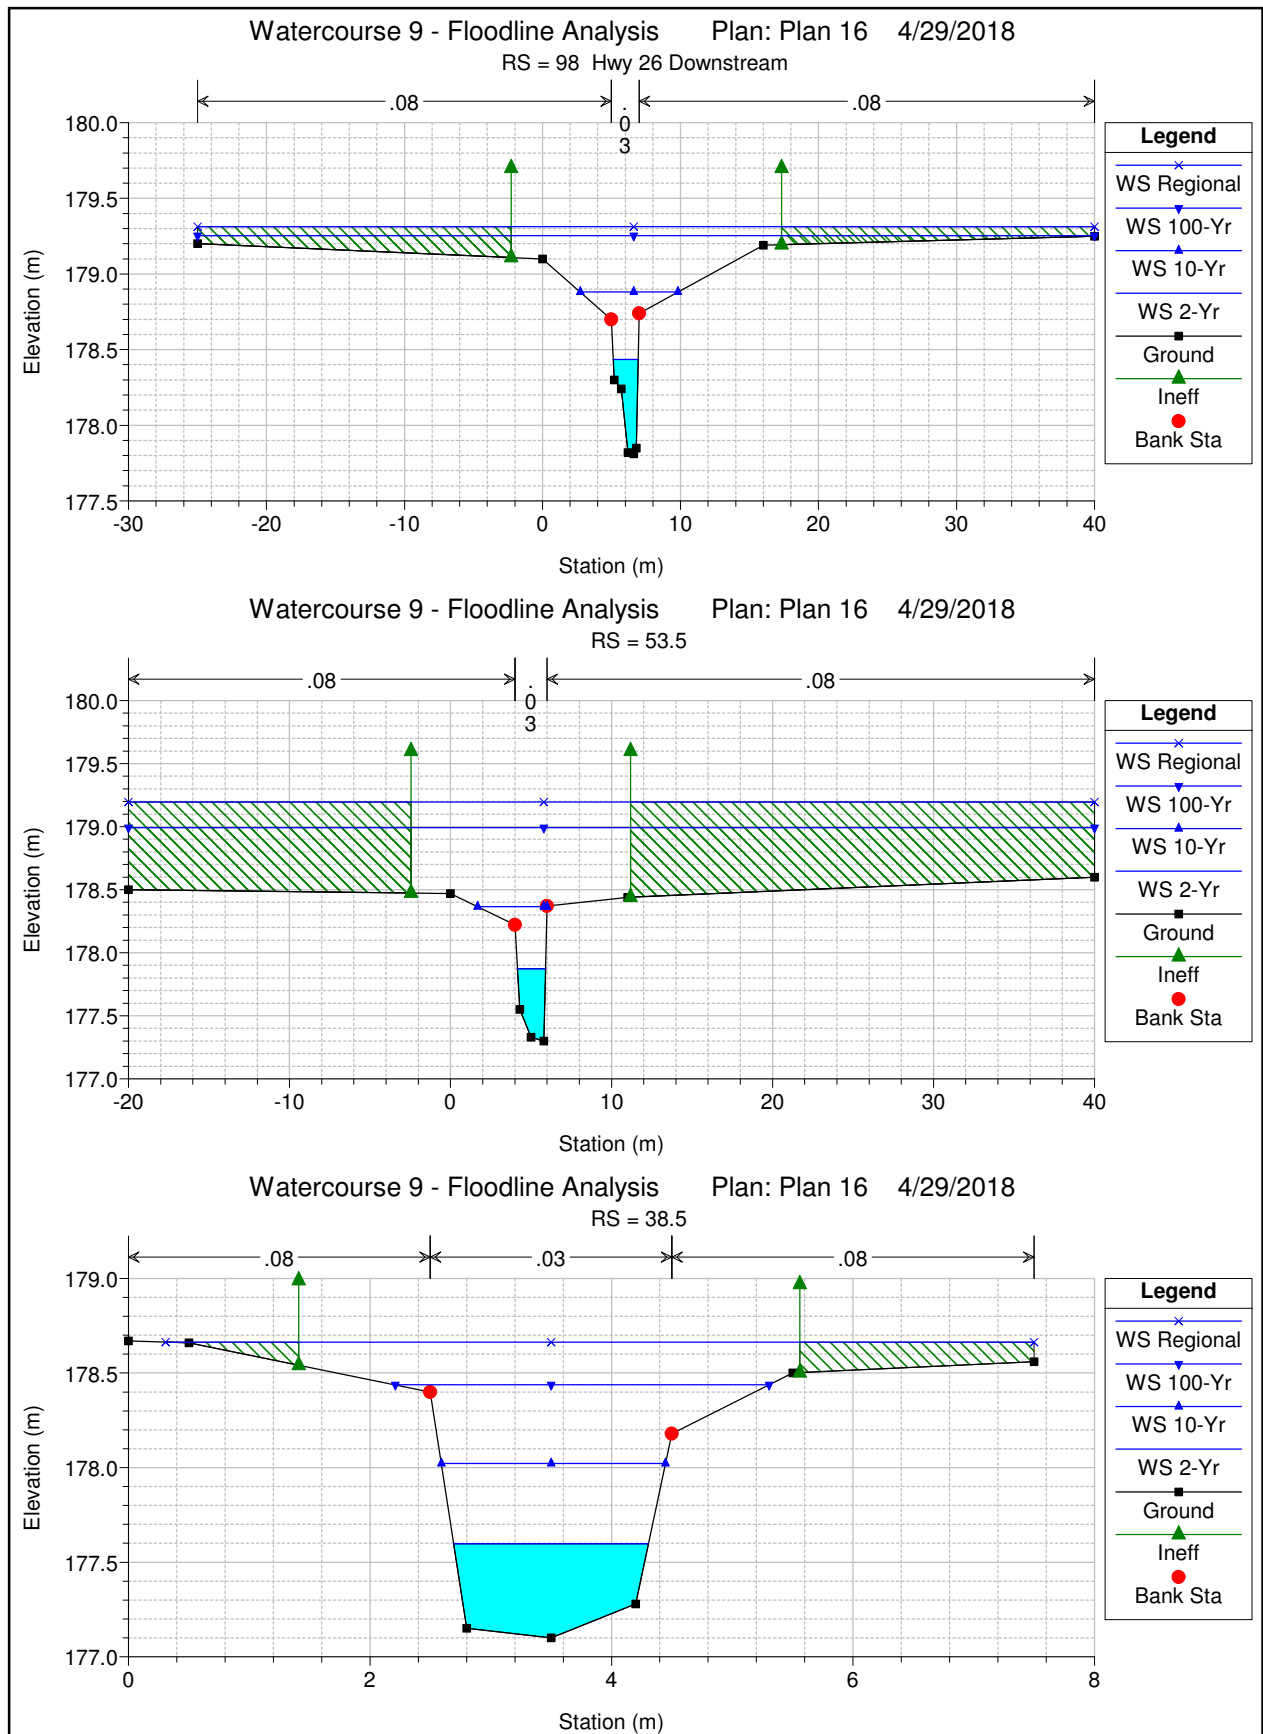 Watercourse 9 - Floodline Analysis Plan: Plan 16 4/29/2018
RS = 98 Hwy 26 Downstream
.08
.03
.08
180.0
179.5
179.0
178.5
178.0
177.5
Elevation (m)
-30 -20 -10 0 10 20 30 40
Station (m)
Legend
WS Regional
WS 100-Yr
WS 10-Yr
WS 2-Yr
Ground
Ineff
Bank Sta
Watercourse 9 - Floodline Analysis Plan: Plan 16 4/29/2018
RS = 53.5
.08
.03
.08
180.0
179.5
179.0
178.5
178.0
177.5
177.0
Elevation (m)
-20 -10 0 10 20 30 40
Station (m)
Legend
WS Regional
WS 100-Yr
WS 10-Yr
WS 2-Yr
Ground
Ineff
Bank Sta
Watercourse 9 - Floodline Analysis Plan: Plan 16 4/29/2018
RS = 38.5
.08
.03
.08
179.0
178.5
178.0
177.5
177.0
Elevation (m)
0 2 4 6 8
Station (m)
Legend
WS Regional
WS 100-Yr
WS 10-Yr
WS 2-Yr
Ground
Ineff
Bank Sta